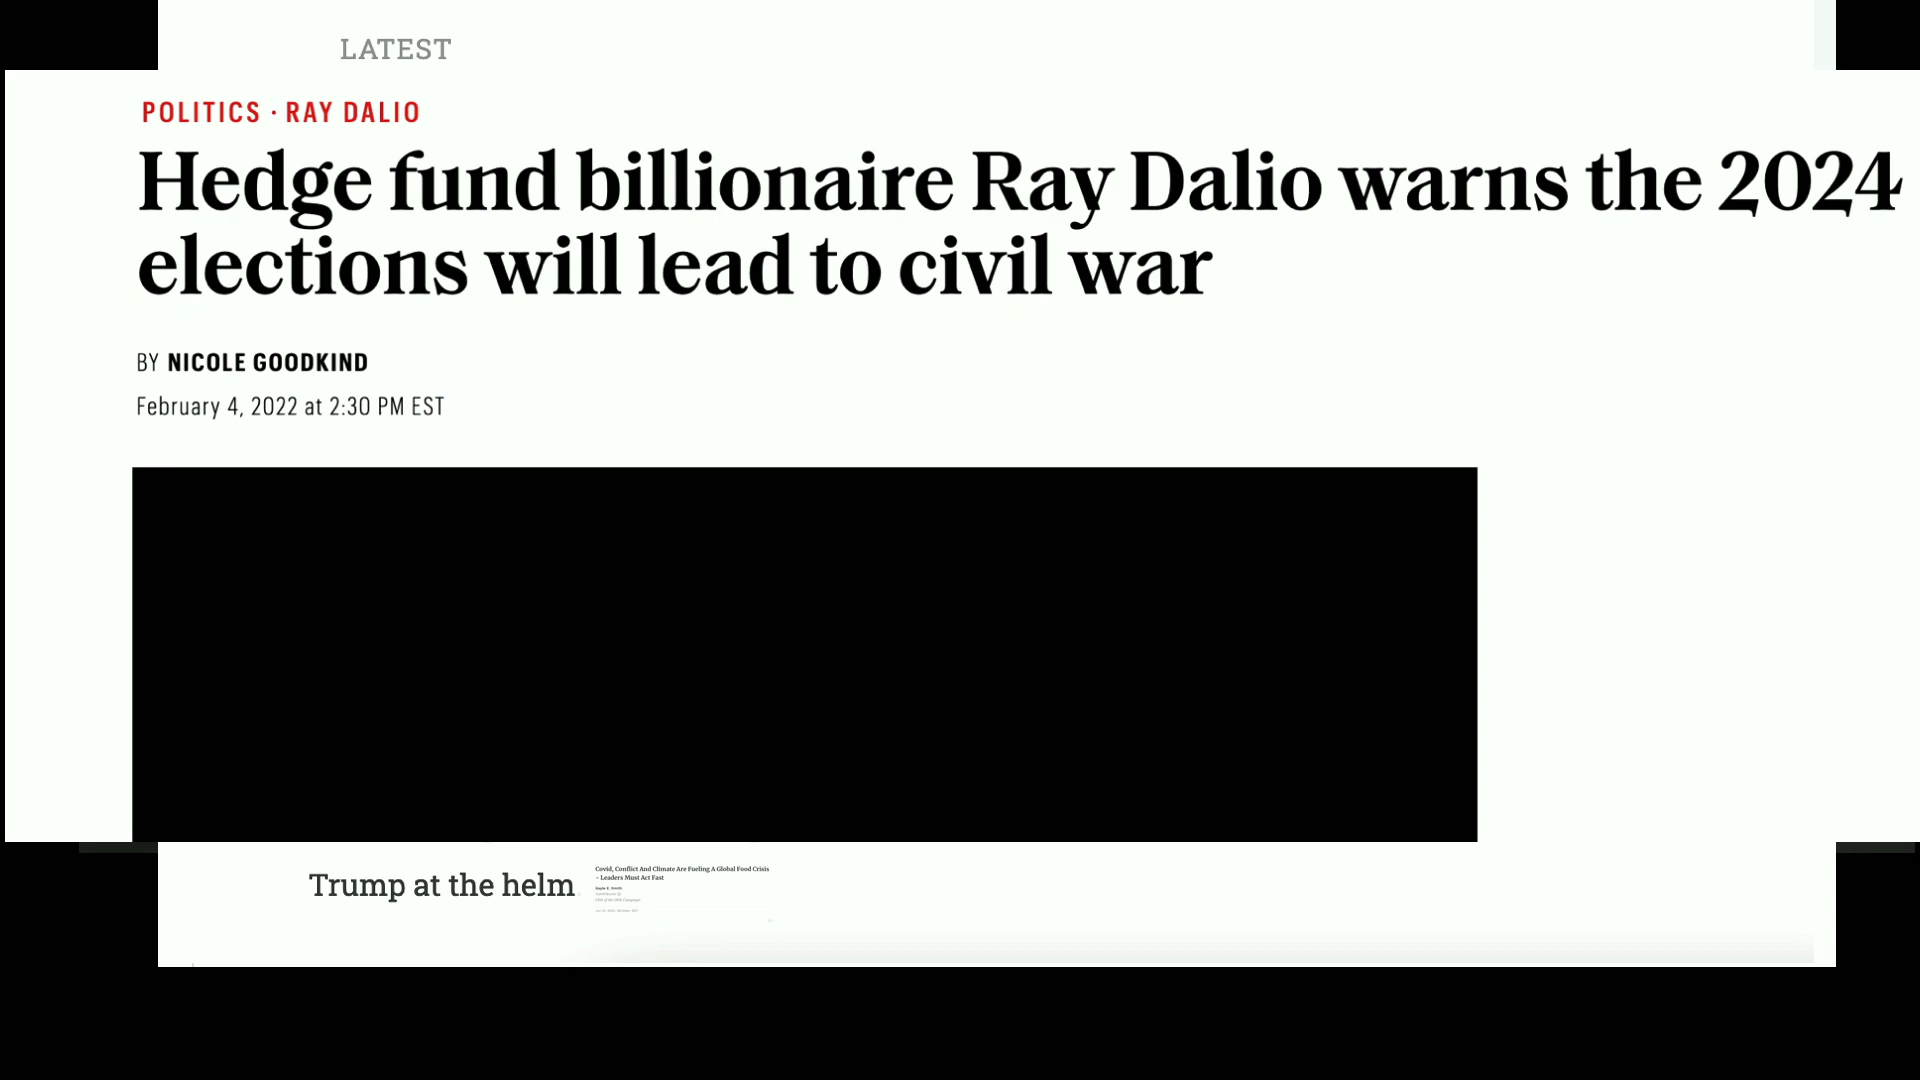 LATEST
POLITICS · RAY DALIO
Hedge fund billionaire Ray Dalio warns the 2024
elections will lead to civil war
BY NICOLE GOODKIND
February 4, 2022 at 2:30 PM EST
Trump at the helm
Covid, Conflict And Climate Are Fueling A Global Food Crisis
– Leaders Must Act Fast
Gayle E. Smith